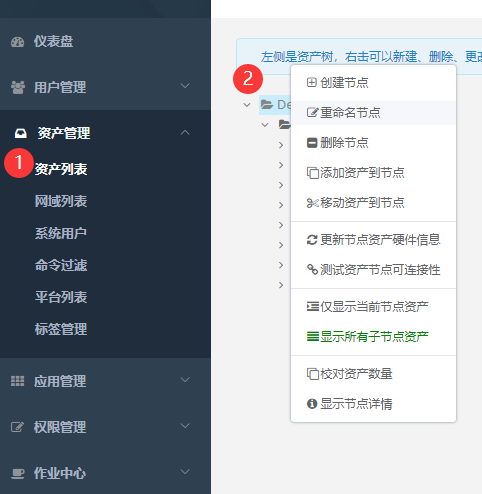 仪表盘
用户管理
资产管理
1
资产列表
网域列表
系统用户
命令过滤
平台列表
标签管理
应用管理
权限管理
作业中心
左侧是资产树，右击可以新建、删除、更改
2
De
创建节点
重命名节点
删除节点
添加资产到节点
移动资产到节点
更新节点资产硬件信息
测试资产节点可连接性
仅显示当前节点资产
显示所有子节点资产
校对资产数量
显示节点详情